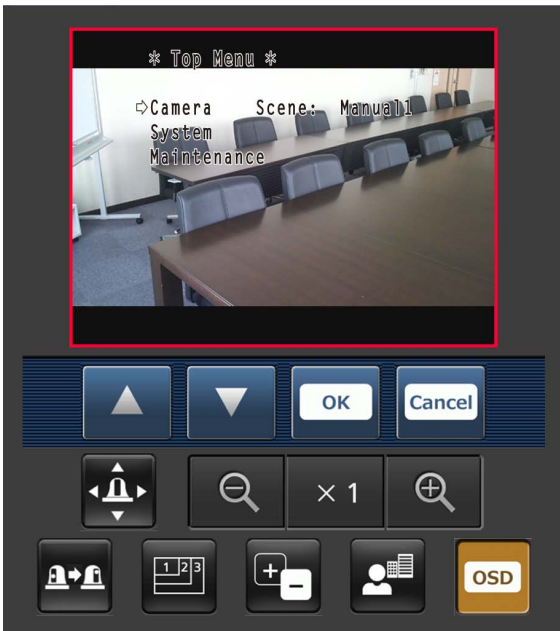 * Top Menu *
⇨Camera Scene: Manual1
System
Maintenance
OK
Cancel
× 1
1 2 3
+
−
OSD